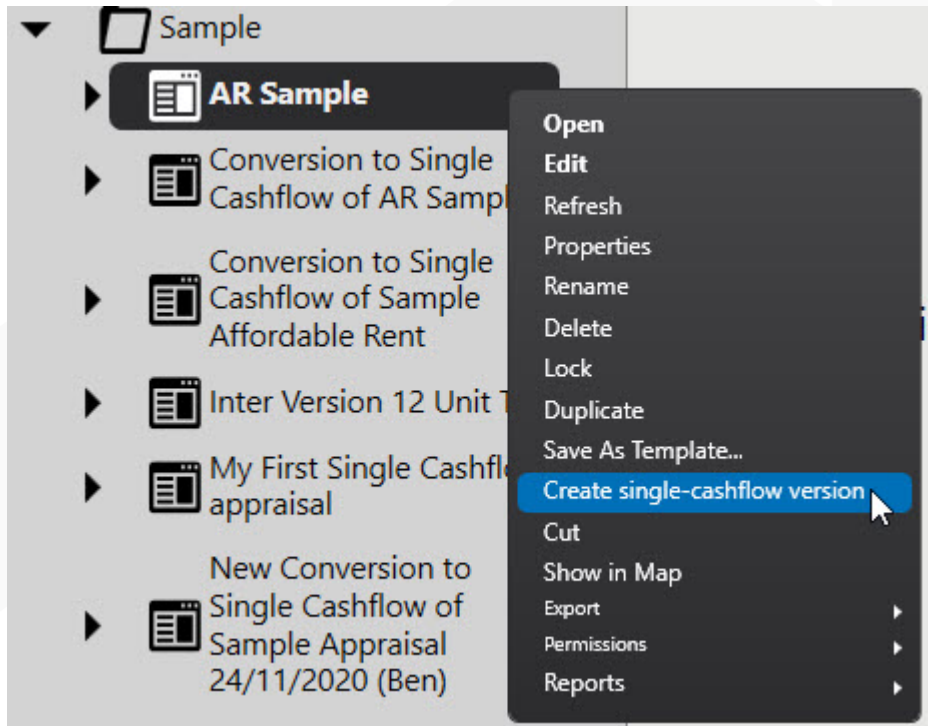 Sample
AR Sample
Conversion to Single
Cashflow of AR
Conversion to Single
Cashflow of Sample
Affordable Rent
Inter Version 12 Unit
My First Single
appraisal
New Conversion to
Single Cashflow of
Sample Appraisal
24/11/2020 (Ben)
Open
Edit
Refresh
Properties
Rename
Delete
Lock
Duplicate
Save As Template...
Create single-cashflow version
Cut
Show in Map
Export
Permissions
Reports